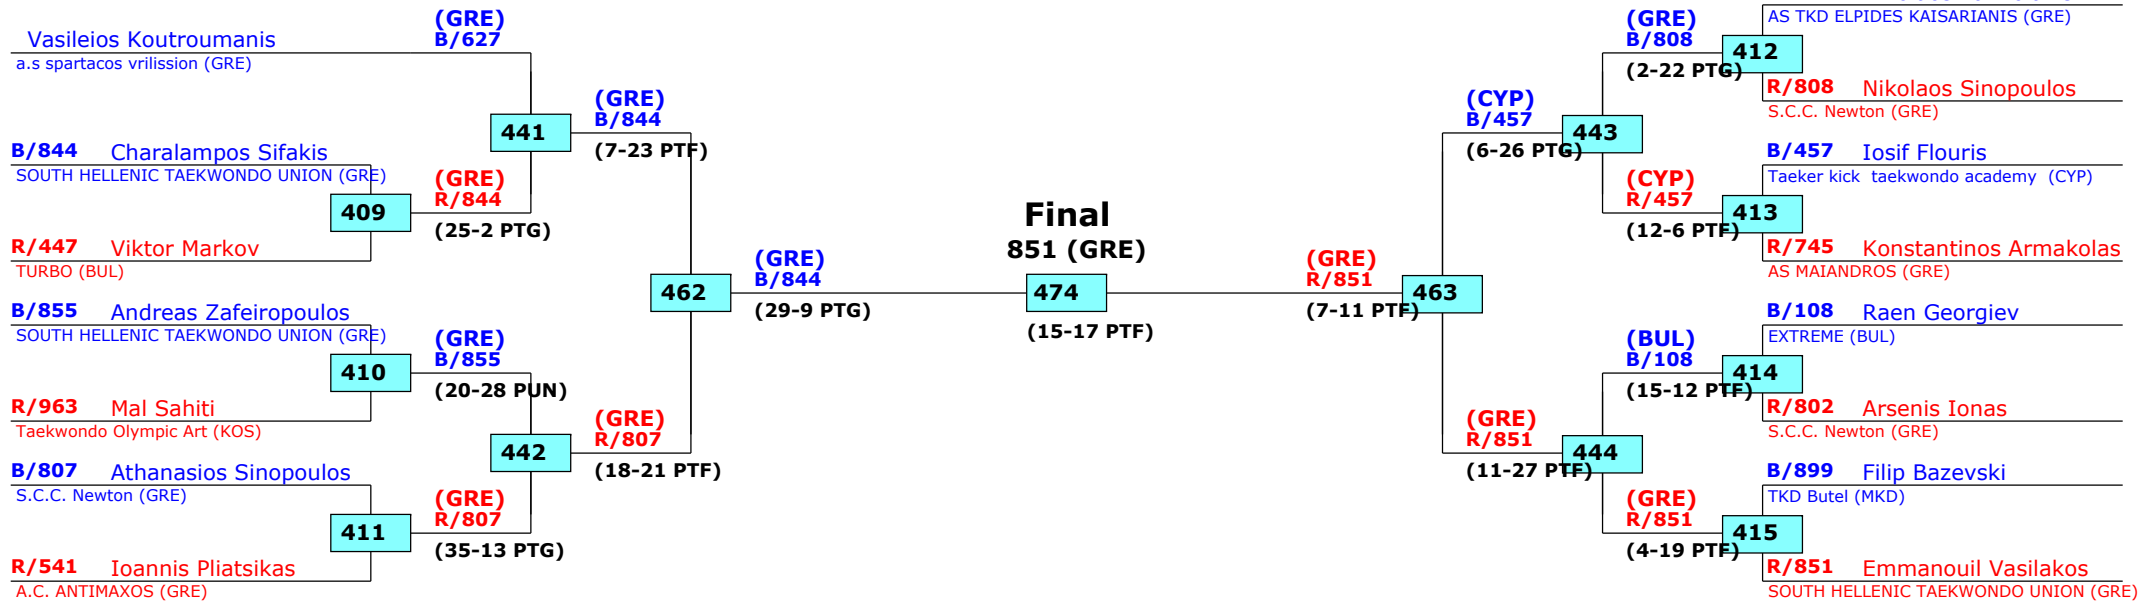 (GRE)
B/627
Vasileios Koutroumanis
a.s spartacos vrilission (GRE)
441
(GRE)
B/844
(7-23 PTF)
B/844 Charalampos Sifakis
SOUTH HELLENIC TAEKWONDO UNION (GRE)
409
(GRE)
R/844
(25-2 PTG)
R/447 Viktor Markov
TURBO (BUL)
462
(GRE)
B/844
(29-9 PTG)
B/855 Andreas Zafeiropoulos
SOUTH HELLENIC TAEKWONDO UNION (GRE)
410
(GRE)
B/855
(20-28 PUN)
R/963 Mal Sahiti
Taekwondo Olympic Art (KOS)
442
(GRE)
R/807
(18-21 PTF)
B/807 Athanasios Sinopoulos
S.C.C. Newton (GRE)
411
(GRE)
R/807
(35-13 PTG)
R/541 Ioannis Pliatsikas
A.C. ANTIMAXOS (GRE)
Final
851 (GRE)
474
(15-17 PTF)
AS TKD ELPIDES KAISARIANIS (GRE)
(GRE)
B/808
412
(2-22 PTG)
R/808 Nikolaos Sinopoulos
S.C.C. Newton (GRE)
(CYP)
B/457
443
(6-26 PTG)
B/457 Iosif Flouris
Taeker kick taekwondo academy (CYP)
(CYP)
R/457
413
(12-6 PTF)
R/745 Konstantinos Armakolas
AS MAIANDROS (GRE)
(GRE)
R/851
463
(7-11 PTF)
B/108 Raen Georgiev
EXTREME (BUL)
(BUL)
B/108
414
(15-12 PTF)
R/802 Arsenis Ionas
S.C.C. Newton (GRE)
(GRE)
R/851
444
(11-27 PTF)
B/899 Filip Bazevski
TKD Butel (MKD)
(GRE)
R/851
415
(4-19 PTF)
R/851 Emmanouil Vasilakos
SOUTH HELLENIC TAEKWONDO UNION (GRE)